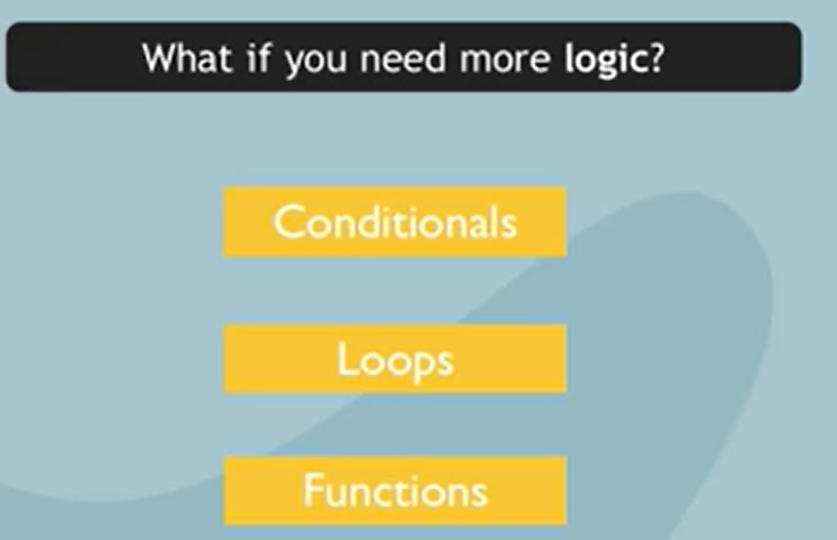 What if you need more logic?
Conditionals
Loops
Functions